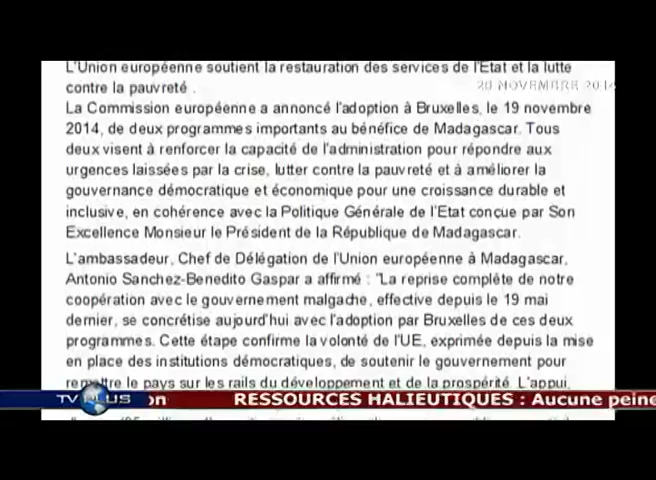 L'Union européenne soutient la restauration des services de l'Etat et la lutte
contre la pauvreté .
20 NOVEMBRE 2014
La Commission européenne a annoncé l'adoption à Bruxelles, le 19 novembre
2014, de deux programmes importants au bénéfice de Madagascar. Tous
deux visent à renforcer la capacité de l'administration pour répondre aux
urgences laissées par la crise, lutter contre la pauvreté et à améliorer la
gouvernance démocratique et économique pour une croissance durable et
inclusive, en cohérence avec la Politique Générale de l'Etat conçue par Son
Excellence Monsieur le Président de la République de Madagascar.
L'ambassadeur, Chef de Délégation de l'Union européenne à Madagascar,
Antonio Sanchez-Benedito Gaspar a affirmé : "La reprise complète de notre
coopération avec le gouvernement malgache, effective depuis le 19 mai
dernier, se concrétise aujourd'hui avec l'adoption par Bruxelles de ces deux
programmes. Cette étape confirme la volonté de l'UE, exprimée depuis la mise
en place des institutions démocratiques, de soutenir le gouvernement pour
remettre le pays sur les rails du développement et de la prospérité. L'appui,
TV PLUS on RESSOURCES HALIEUTIQUES : Aucune peine